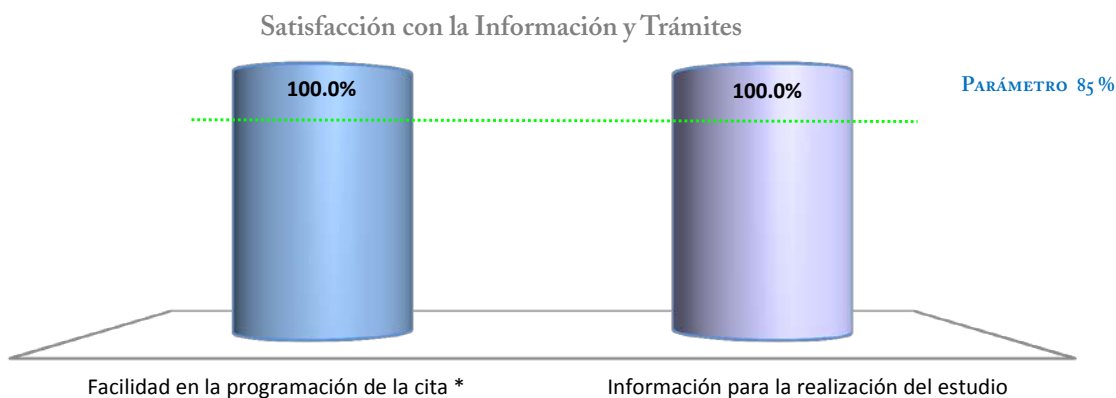 Satisfacción con la Información y Trámites
100.0%
100.0%
PARÁMETRO 85 %
Facilidad en la programación de la cita *
Información para la realización del estudio